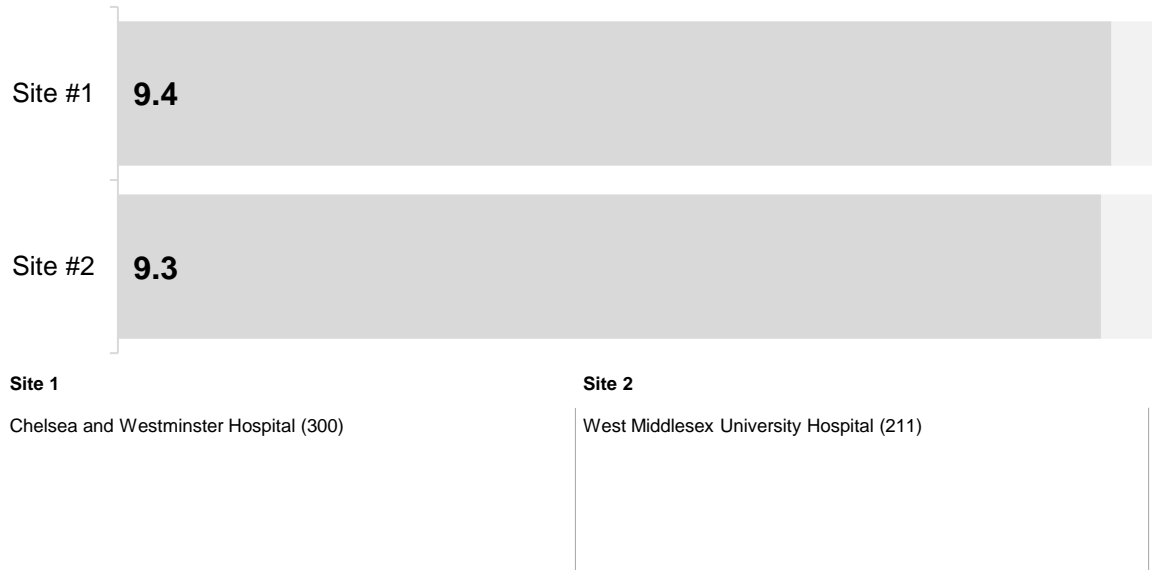 Site #1 9.4
Site #2 9.3
Site 1
Site 2
Chelsea and Westminster Hospital (300)
West Middlesex University Hospital (211)